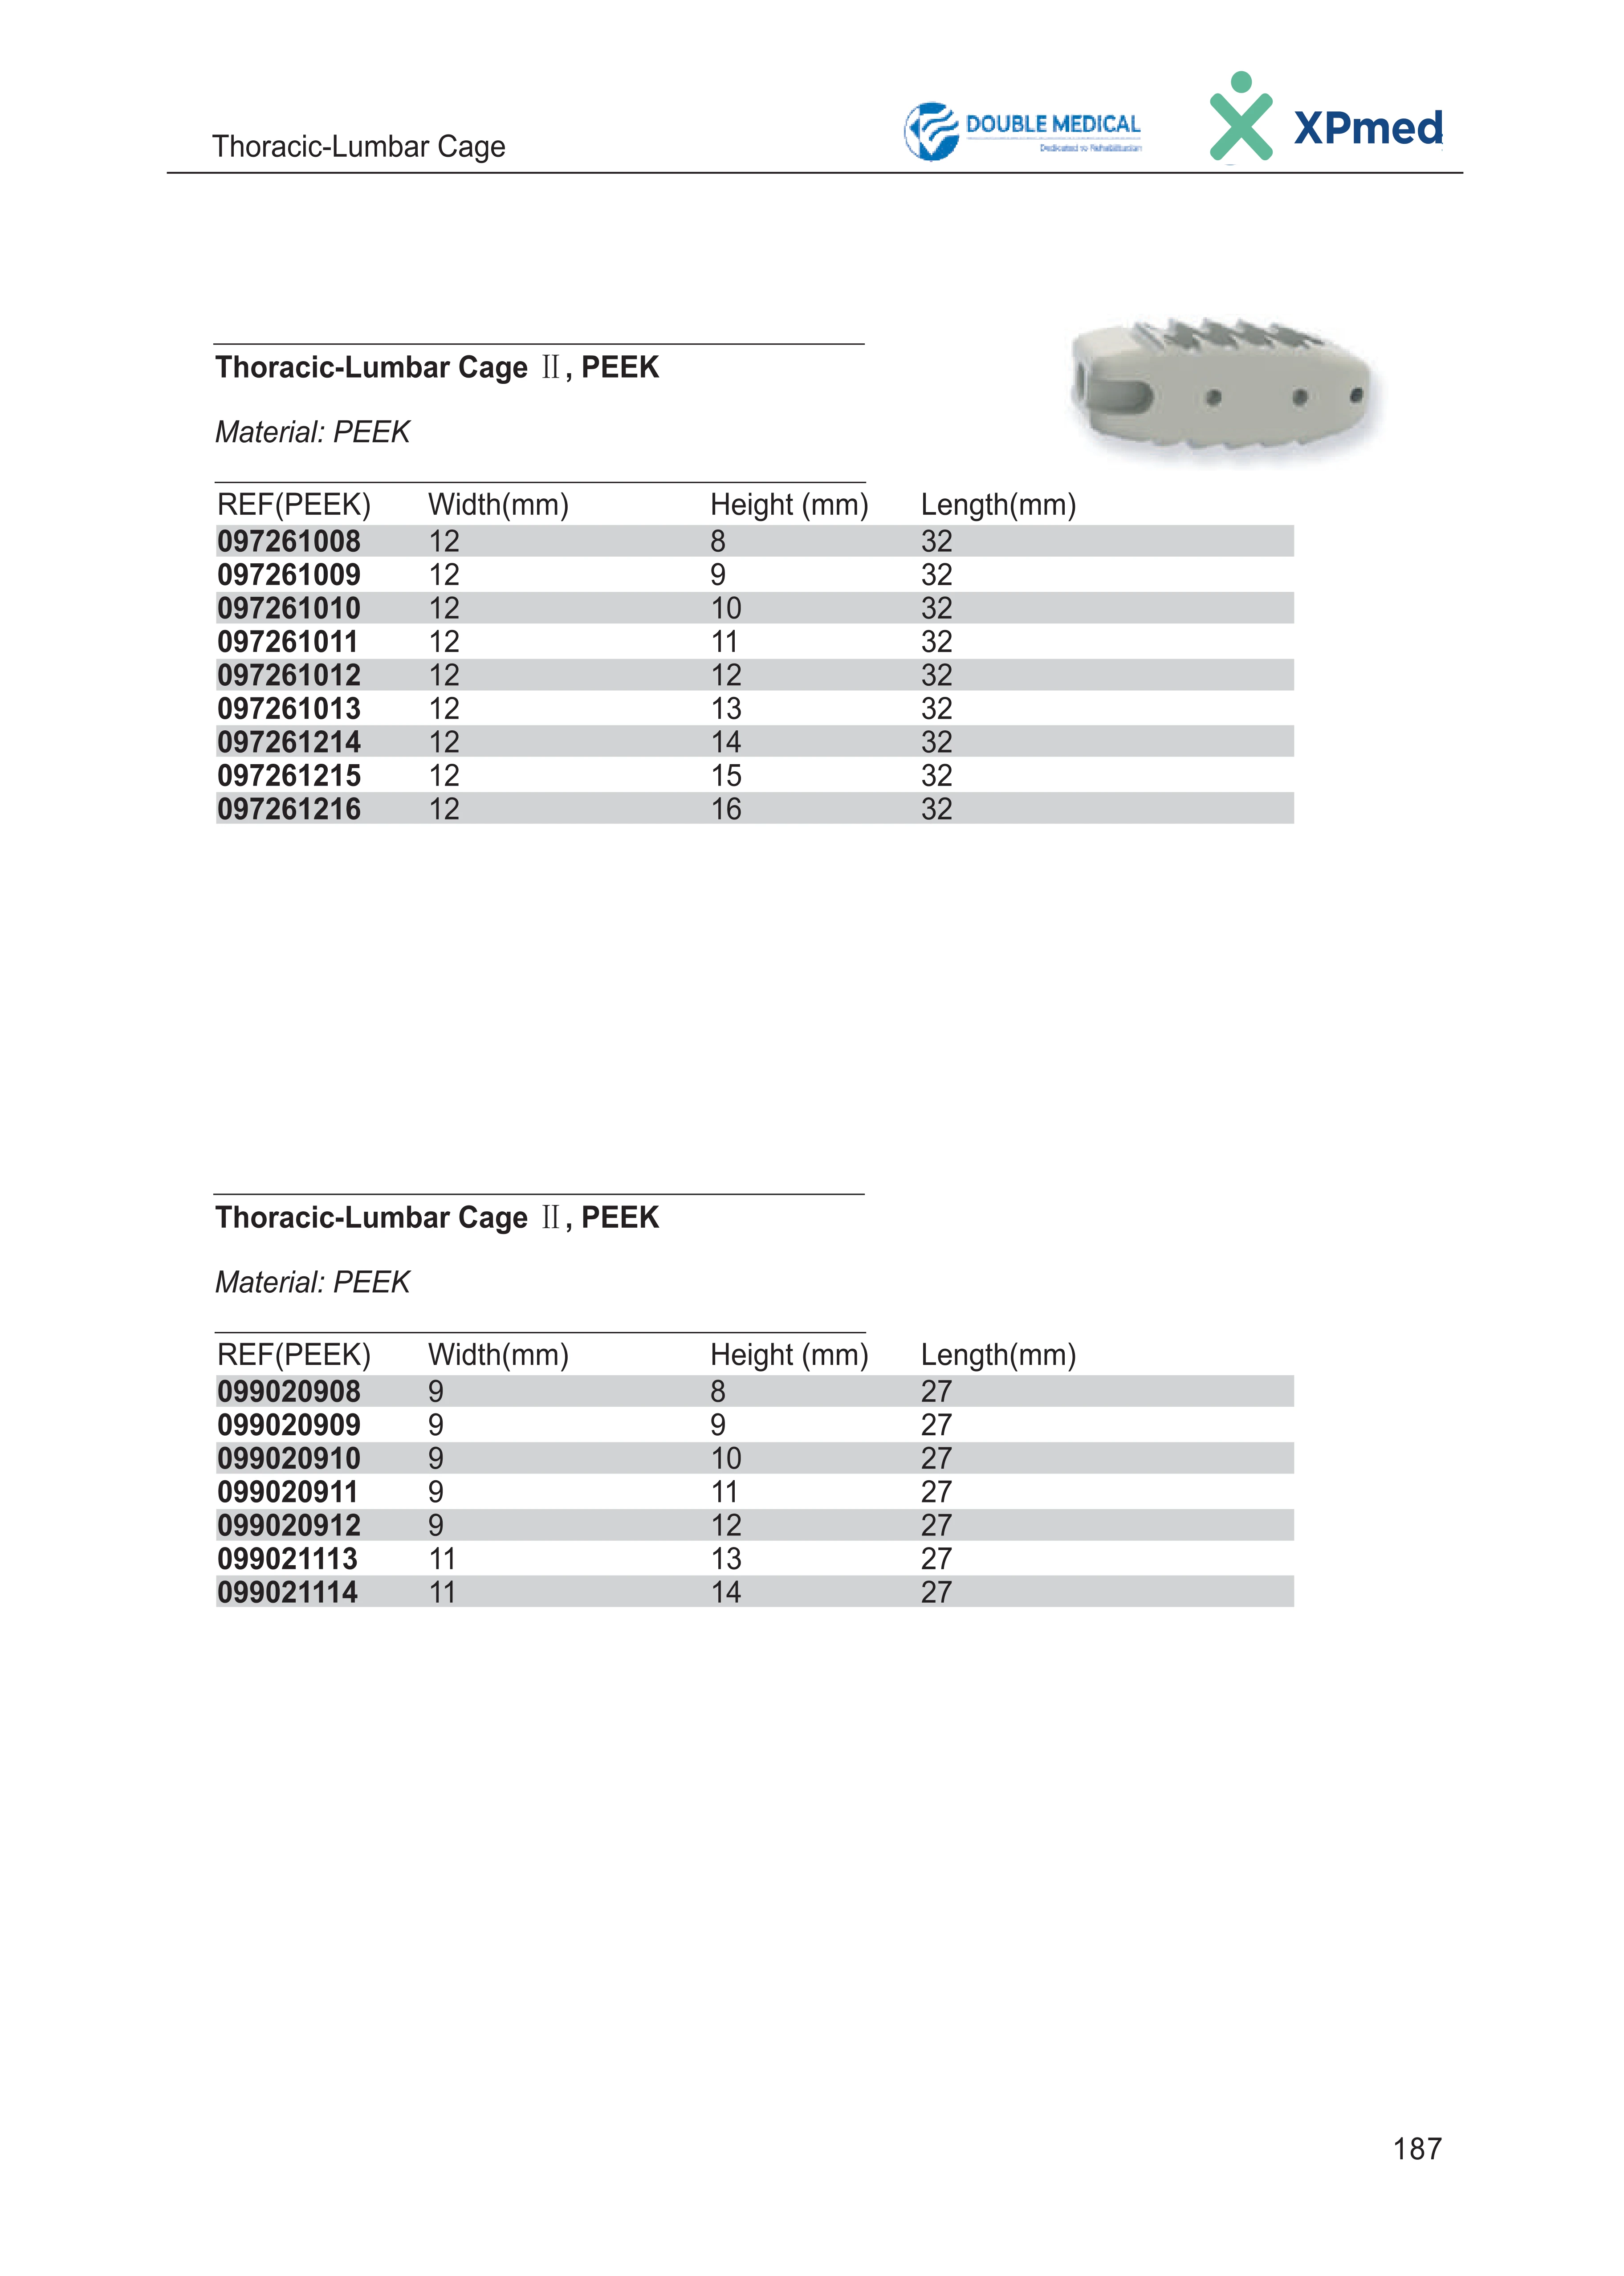 Thoracic-Lumbar Cage
DOUBLE MEDICAL
Dedicated to Rehabilitation
XPmed
Thoracic-Lumbar Cage Ⅱ, PEEK
Material: PEEK
REF(PEEK) Width(mm) Height (mm) Length(mm)
097261008 12 8 32
097261009 12 9 32
097261010 12 10 32
097261011 12 11 32
097261012 12 12 32
097261013 12 13 32
097261214 12 14 32
097261215 12 15 32
097261216 12 16 32
Thoracic-Lumbar Cage Ⅱ, PEEK
Material: PEEK
REF(PEEK) Width(mm) Height (mm) Length(mm)
099020908 9 8 27
099020909 9 9 27
099020910 9 10 27
099020911 9 11 27
099020912 9 12 27
099021113 11 13 27
099021114 11 14 27
187